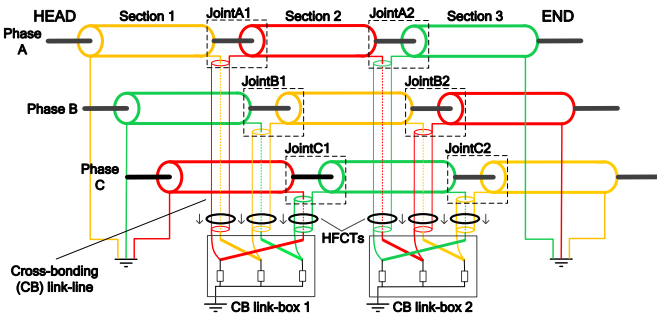 HEAD Section 1 JointA1 Section 2 JointA2 Section 3 END
Phase
A
JointB1 JointB2
Phase B
JointC1 JointC2
Phase
C
HFCTs
Cross-bonding
(CB) link-line
CB link-box 1 CB link-box 2